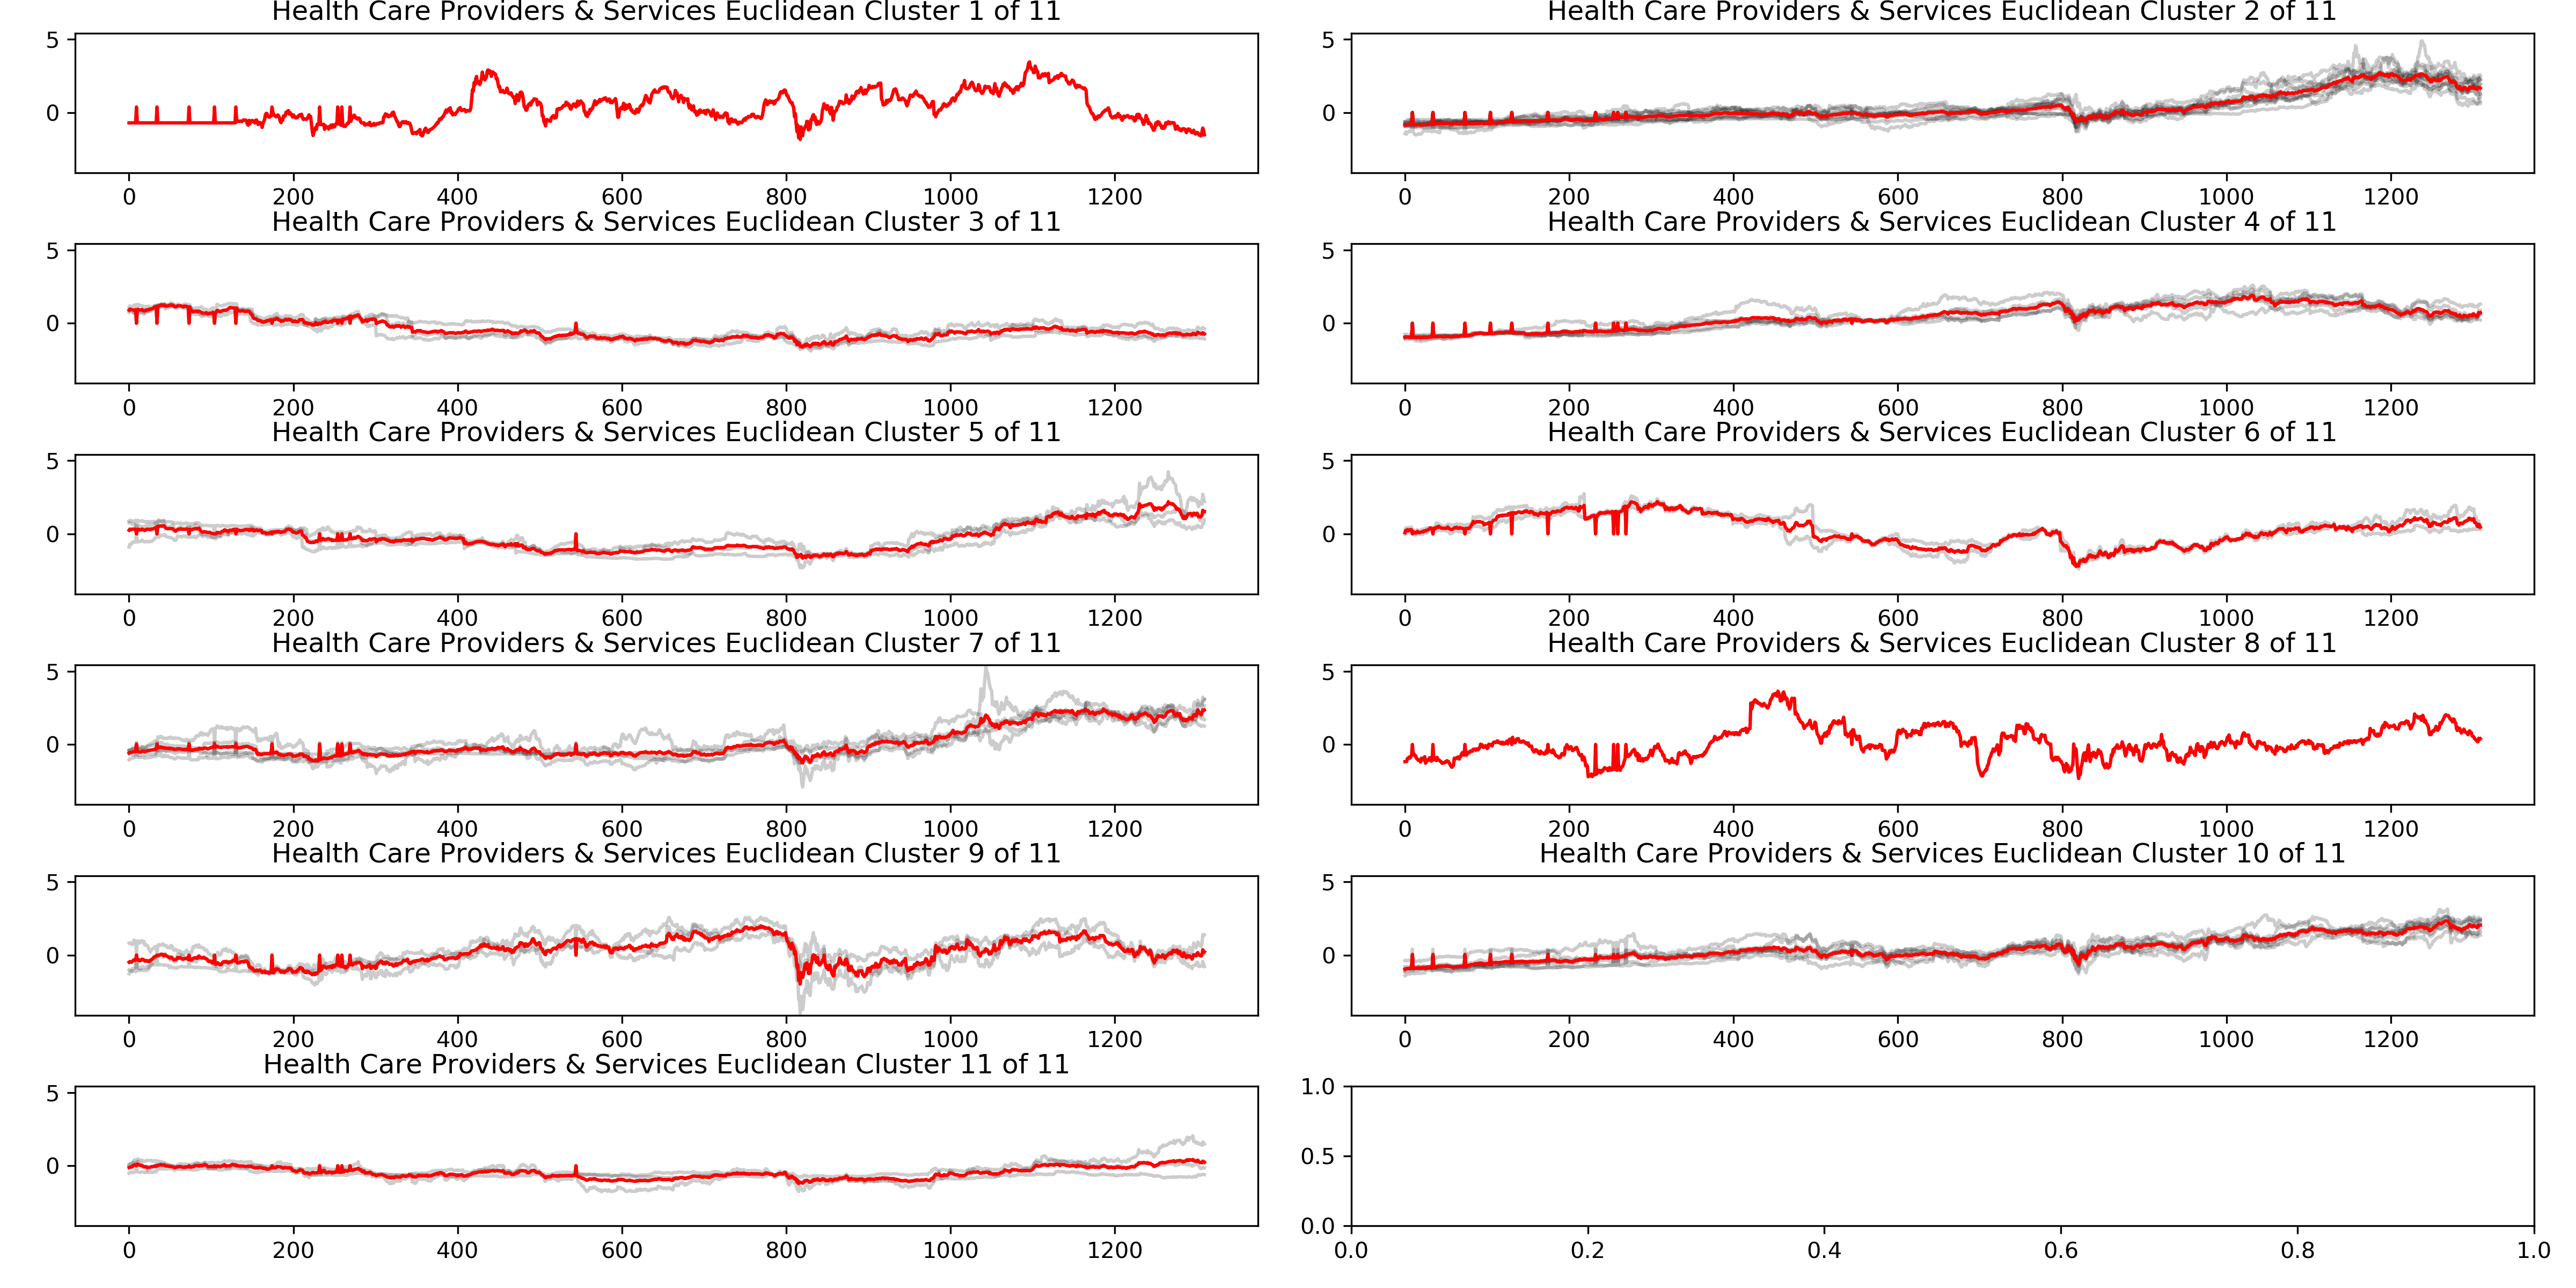 Health Care Providers & Services Euclidean Cluster 1 of 11
5
0
0 200 400 600 800 1000 1200
Health Care Providers & Services Euclidean Cluster 2 of 11
5
0
0 200 400 600 800 1000 1200
Health Care Providers & Services Euclidean Cluster 3 of 11
5
0
0 200 400 600 800 1000 1200
Health Care Providers & Services Euclidean Cluster 4 of 11
5
0
0 200 400 600 800 1000 1200
Health Care Providers & Services Euclidean Cluster 5 of 11
5
0
0 200 400 600 800 1000 1200
Health Care Providers & Services Euclidean Cluster 6 of 11
5
0
0 200 400 600 800 1000 1200
Health Care Providers & Services Euclidean Cluster 7 of 11
5
0
0 200 400 600 800 1000 1200
Health Care Providers & Services Euclidean Cluster 8 of 11
5
0
0 200 400 600 800 1000 1200
Health Care Providers & Services Euclidean Cluster 9 of 11
5
0
0 200 400 600 800 1000 1200
Health Care Providers & Services Euclidean Cluster 10 of 11
5
0
0 200 400 600 800 1000 1200
Health Care Providers & Services Euclidean Cluster 11 of 11
5
0
0 200 400 600 800 1000 1200
1.0
0.5
0.0
0.0 0.2 0.4 0.6 0.8 1.0